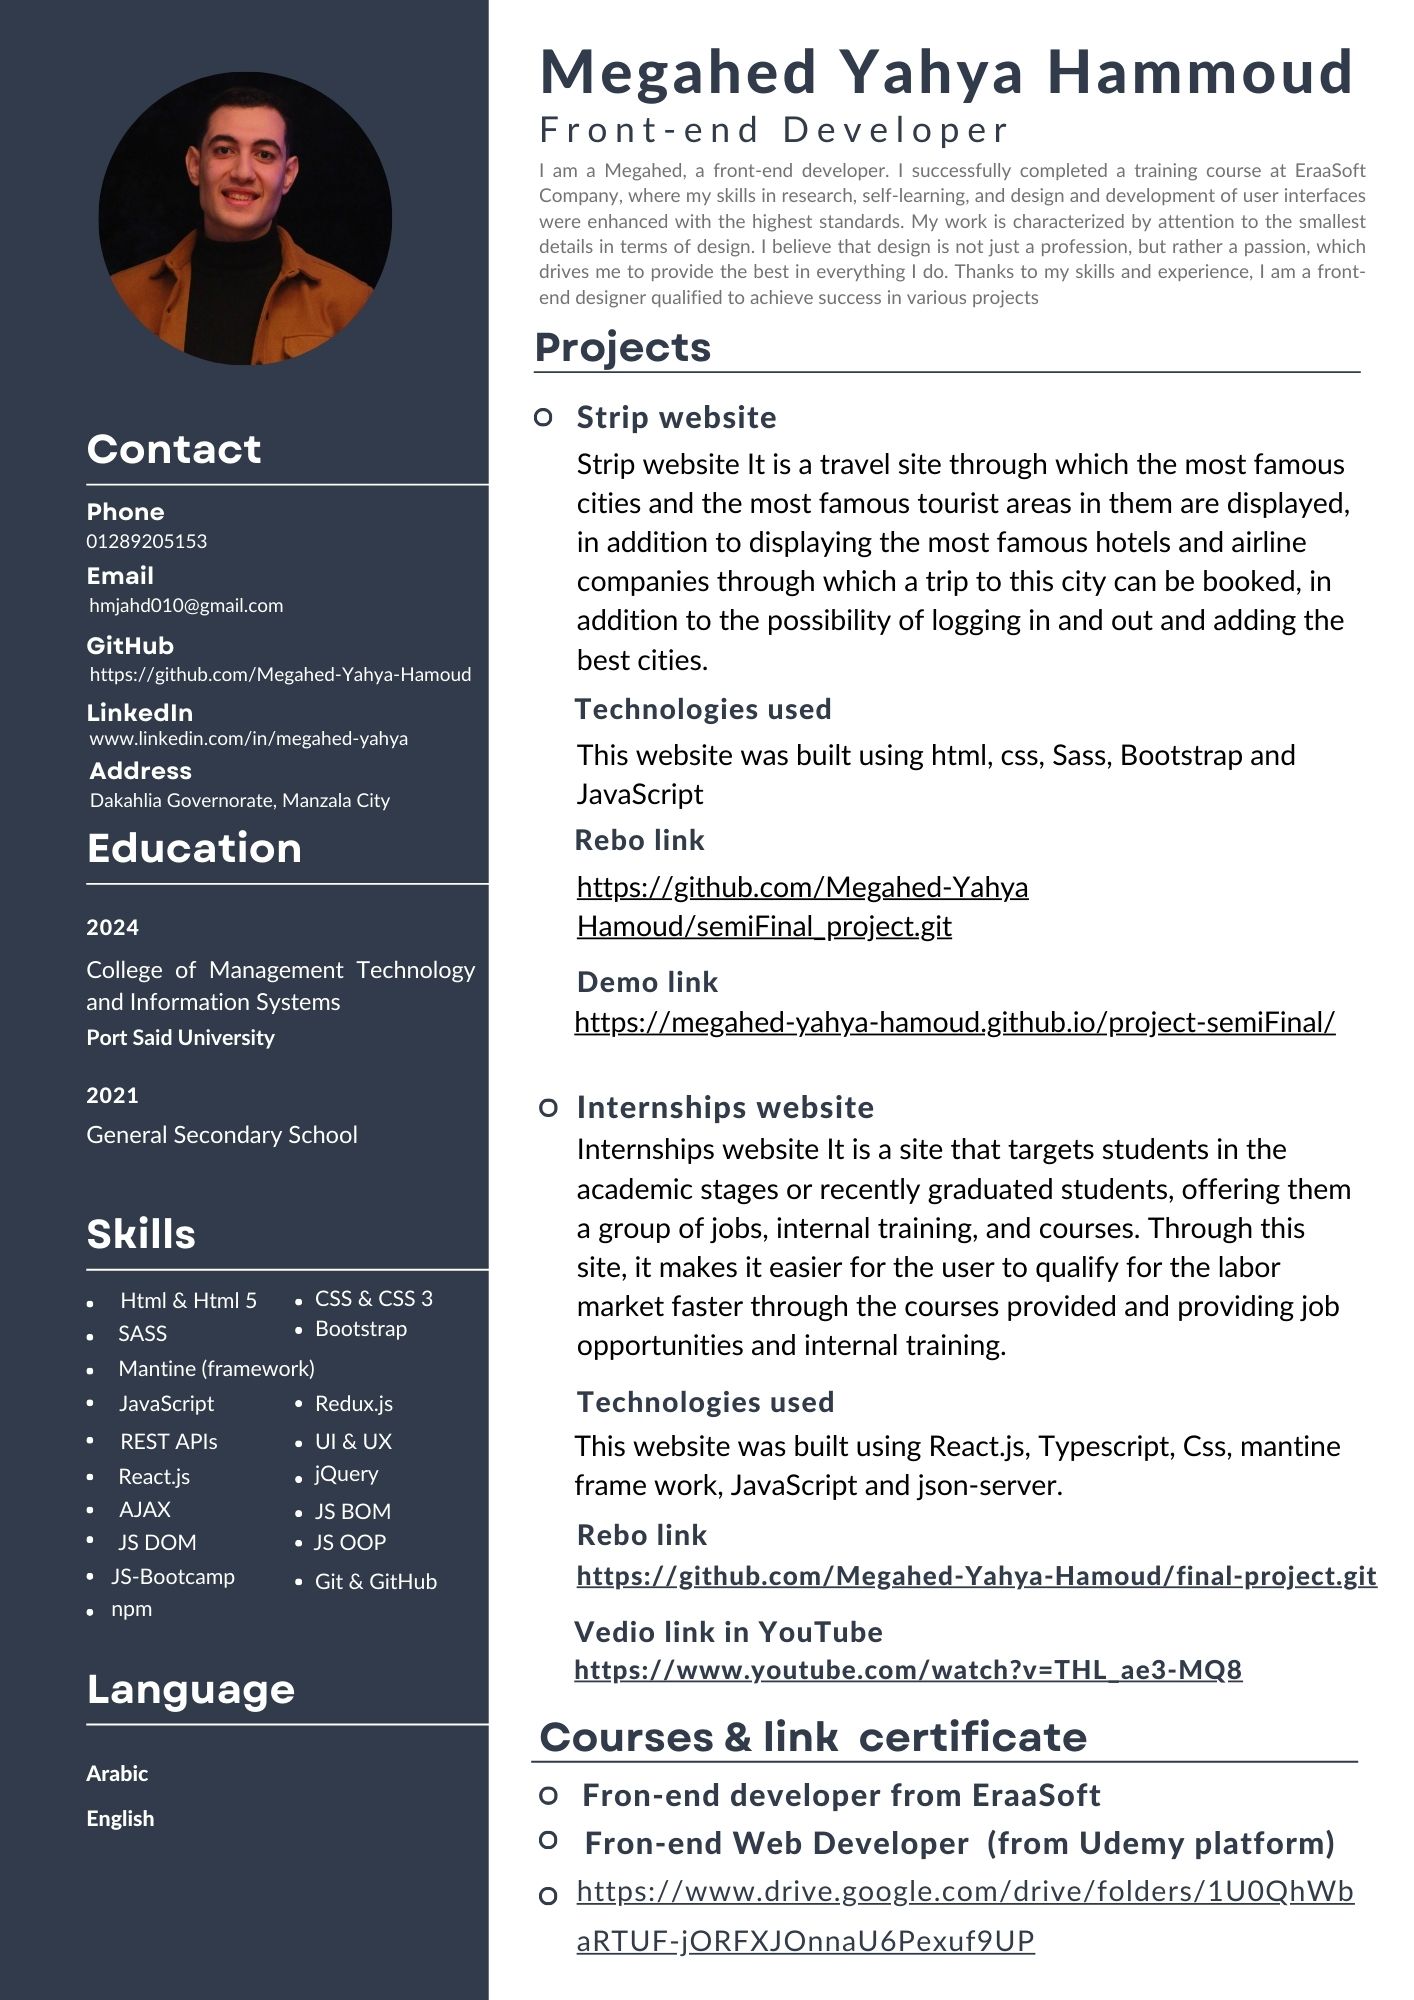 Megahed Yahya Hammoud
Front-end Developer
I am a Megahed, a front-end developer. I successfully completed a training course at EraaSoft
Company, where my skills in research, self-learning, and design and development of user interfaces
were enhanced with the highest standards. My work is characterized by attention to the smallest
details in terms of design. I believe that design is not just a profession, but rather a passion, which
drives me to provide the best in everything I do. Thanks to my skills and experience, I am a front-
end designer qualified to achieve success in various projects
Contact
Phone
01289205153
Email
hmjahd010@gmail.com
GitHub
https://github.com/Megahed-Yahya-Hamoud
LinkedIn
www.linkedin.com/in/megahed-yahya
Address
Dakahlia Governorate, Manzala City
Education
2024
College of Management Technology
and Information Systems
Port Said University
2021
General Secondary School
Skills
Html & Html 5
CSS & CSS 3
SASS
Bootstrap
Mantine (framework)
JavaScript
Redux.js
REST APIs
UI & UX
React.js
jQuery
AJAX
JS BOM
JS DOM
JS OOP
JS-Bootcamp
Git & GitHub
npm
Language
Arabic
English
Projects
Strip website
Strip website It is a travel site through which the most famous
cities and the most famous tourist areas in them are displayed,
in addition to displaying the most famous hotels and airline
companies through which a trip to this city can be booked, in
addition to the possibility of logging in and out and adding the
best cities.
Technologies used
This website was built using html, css, Sass, Bootstrap and
JavaScript
Rebo link
https://github.com/Megahed-Yahya
Hamoud/semiFinal_project.git
Demo link
https://megahed-yahya-hamoud.github.io/project-semiFinal/
Internships website
Internships website It is a site that targets students in the
academic stages or recently graduated students, offering them
a group of jobs, internal training, and courses. Through this
site, it makes it easier for the user to qualify for the labor
market faster through the courses provided and providing job
opportunities and internal training.
Technologies used
This website was built using React.js, Typescript, Css, mantine
frame work, JavaScript and json-server.
Rebo link
https://github.com/Megahed-Yahya-Hamoud/final-project.git
Vedio link in YouTube
https://www.youtube.com/watch?v=THL_ae3-MQ8
Courses & link certificate
Fron-end developer from EraaSoft
Fron-end Web Developer (from Udemy platform)
https://www.drive.google.com/drive/folders/1U0QhWb
aRTUF-jORFXJOnnaU6Pexuf9UP